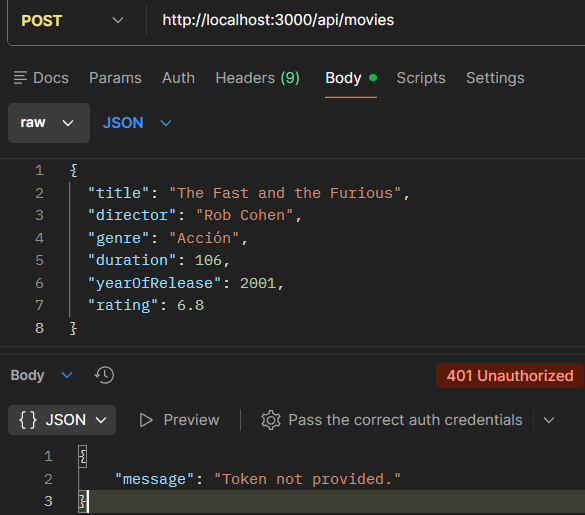 POST http://localhost:3000/api/movies
Docs Params Auth Headers (9) Body Scripts Settings
raw JSON
1 {
2 "title": "The Fast and the Furious",
3 "director": "Rob Cohen",
4 "genre": "Acción",
5 "duration": 106,
6 "yearOfRelease": 2001,
7 "rating": 6.8
8 }
Body 401 Unauthorized
{} JSON Preview Pass the correct auth credentials
1 {
2 "message": "Token not provided."
3 }